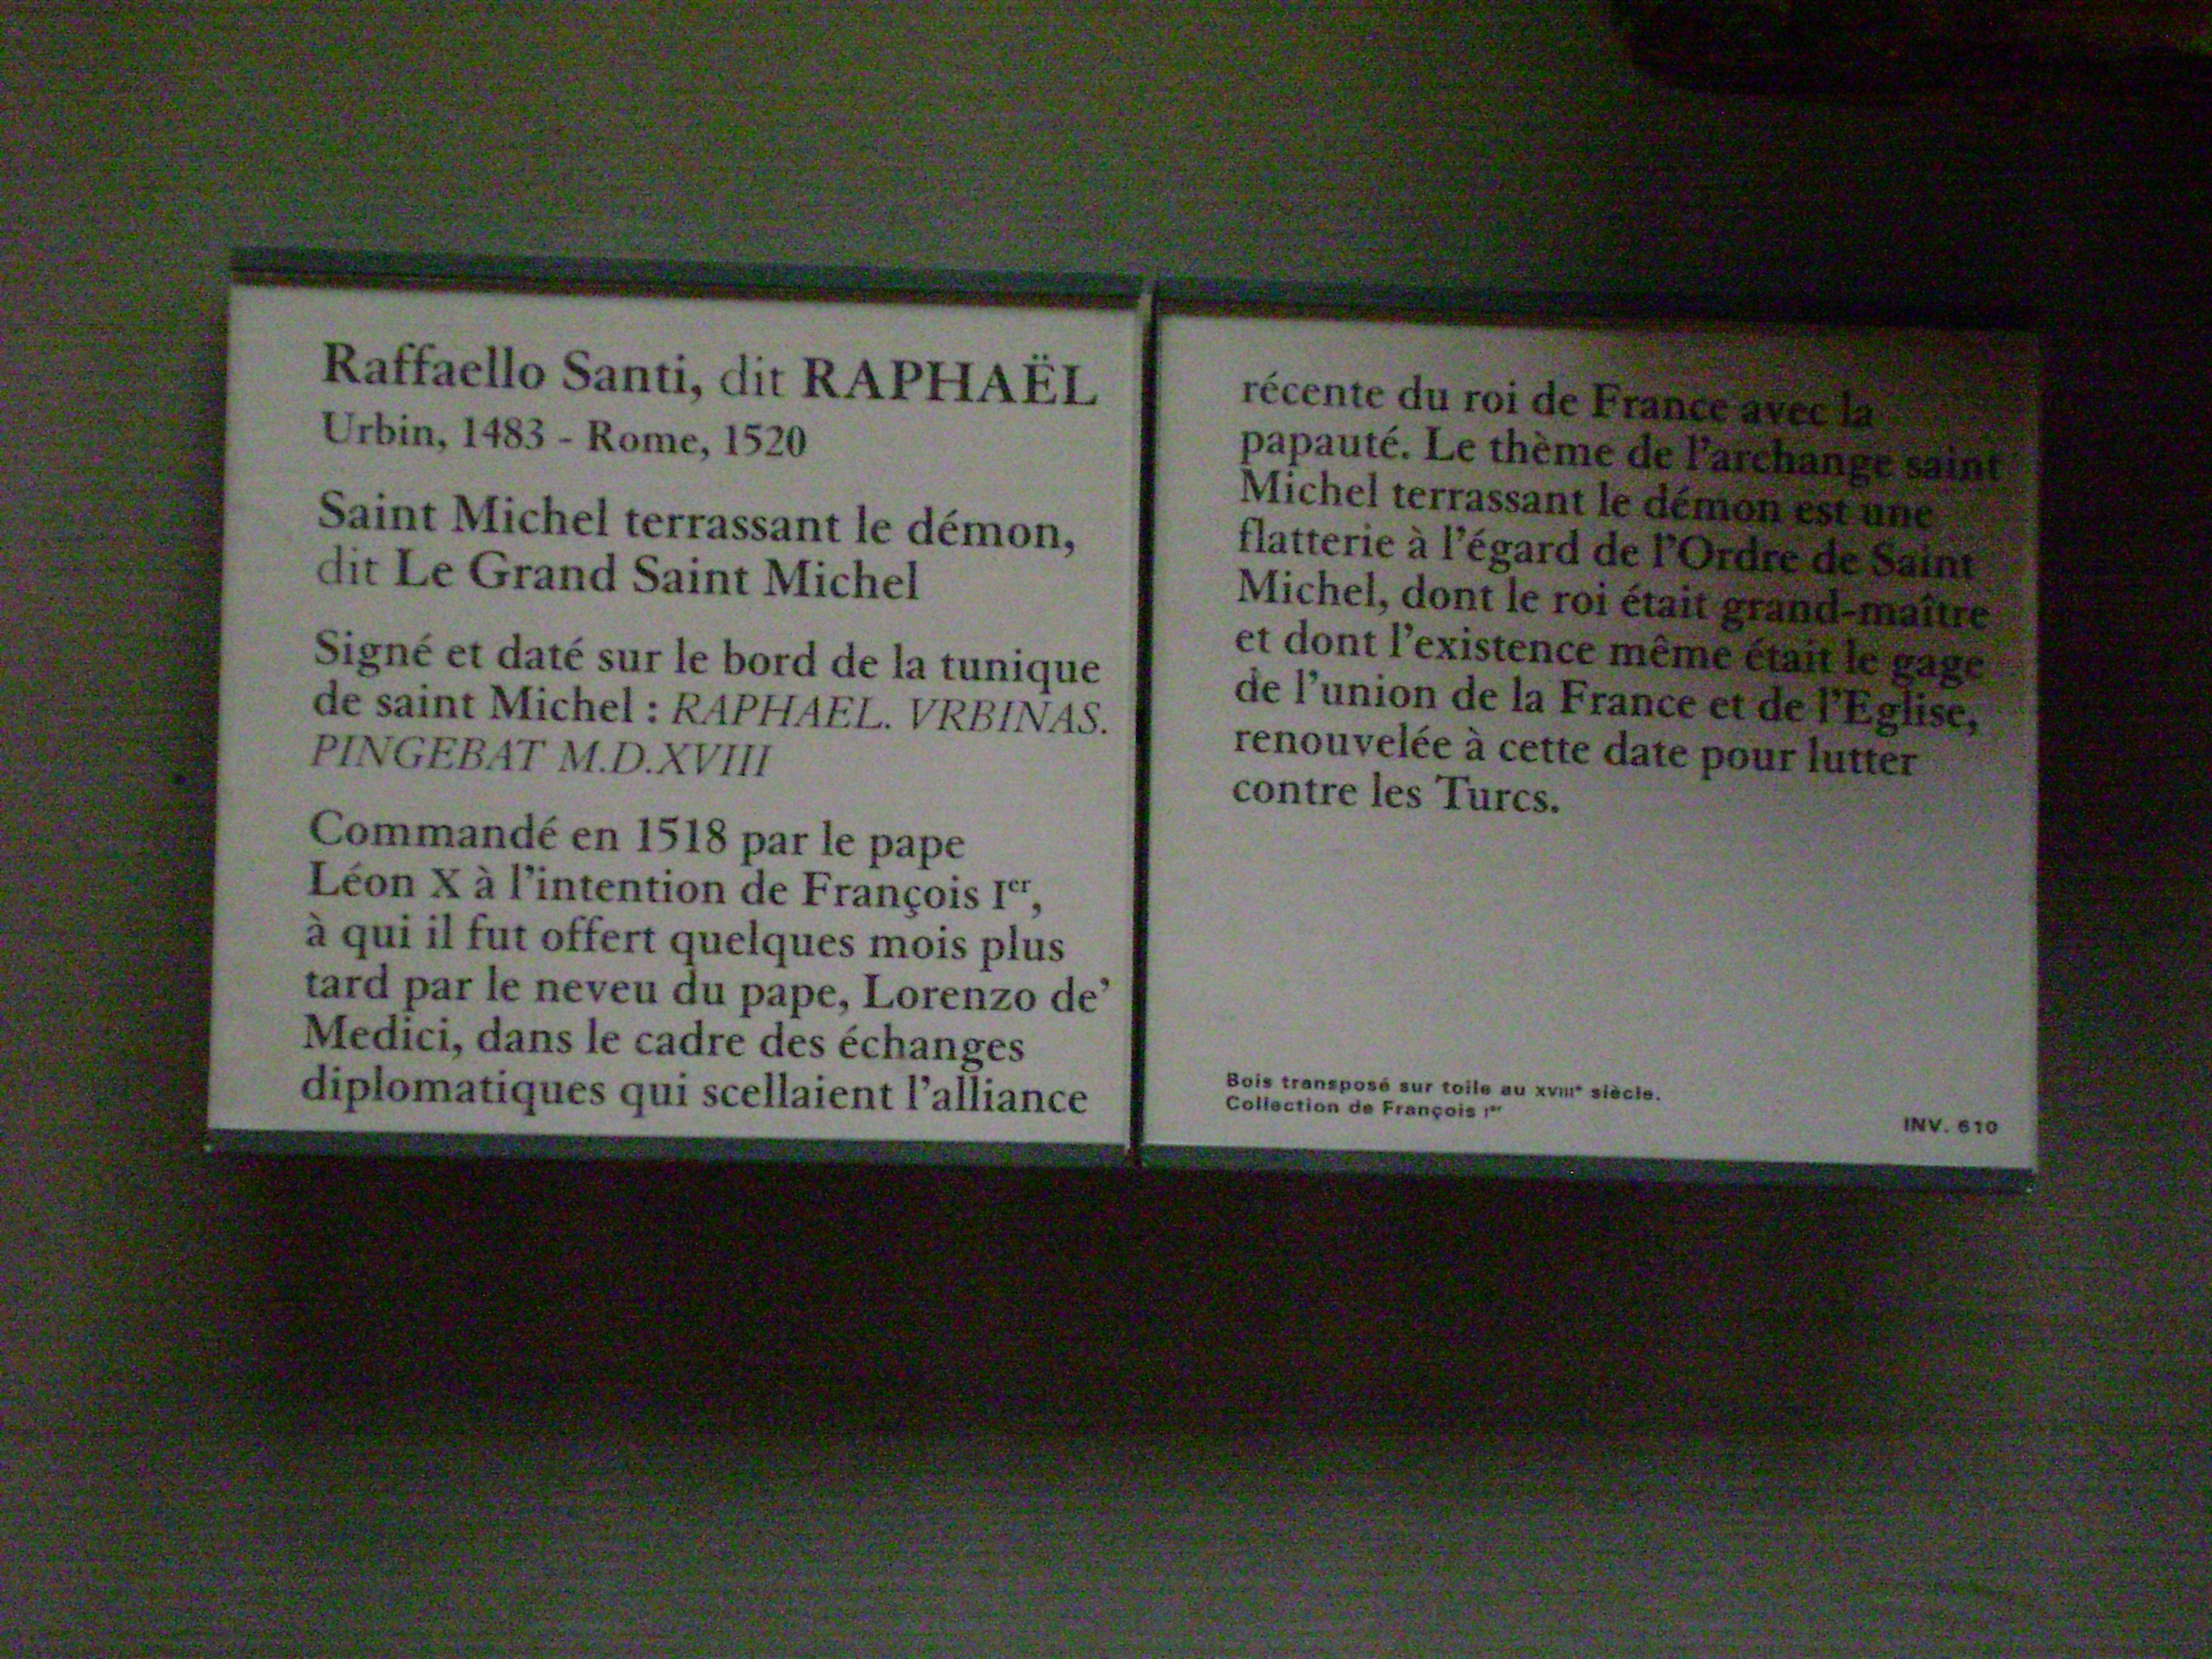 Raffaello Santi, dit RAPHAËL
Urbin, 1483 - Rome, 1520
Saint Michel terrassant le démon,
dit Le Grand Saint Michel
Signé et daté sur le bord de la tunique
de saint Michel : RAPHAEL. VRBINAS.
PINGEBAT M.D.XVIII
Commandé en 1518 par le pape
Léon X à l'intention de François Iᵉʳ,
à qui il fut offert quelques mois plus
tard par le neveu du pape, Lorenzo de'
Medici, dans le cadre des échanges
diplomatiques qui scellaient l'alliance
récente du roi de France avec la
papauté. Le thème de l'archange saint
Michel terrassant le démon est une
flatterie à l'égard de l'Ordre de Saint
Michel, dont le roi était grand-maître
et dont l'existence même était le gage
de l'union de la France et de l'Eglise,
renouvelée à cette date pour lutter
contre les Turcs.
Bois transposé sur toile au XVIIIᵉ siècle.
Collection de François Iᵉʳ
INV. 610